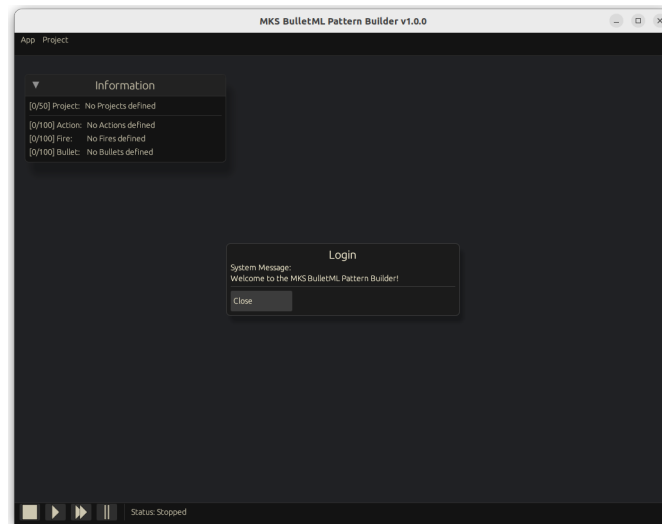 MKS BulletML Pattern Builder v1.0.0
App Project
Information
[0/50] Project: No Projects defined
[0/100] Action: No Actions defined
[0/100] Fire: No Fires defined
[0/100] Bullet: No Bullets defined
Login
System Message:
Welcome to the MKS BulletML Pattern Builder!
Close
Status: Stopped